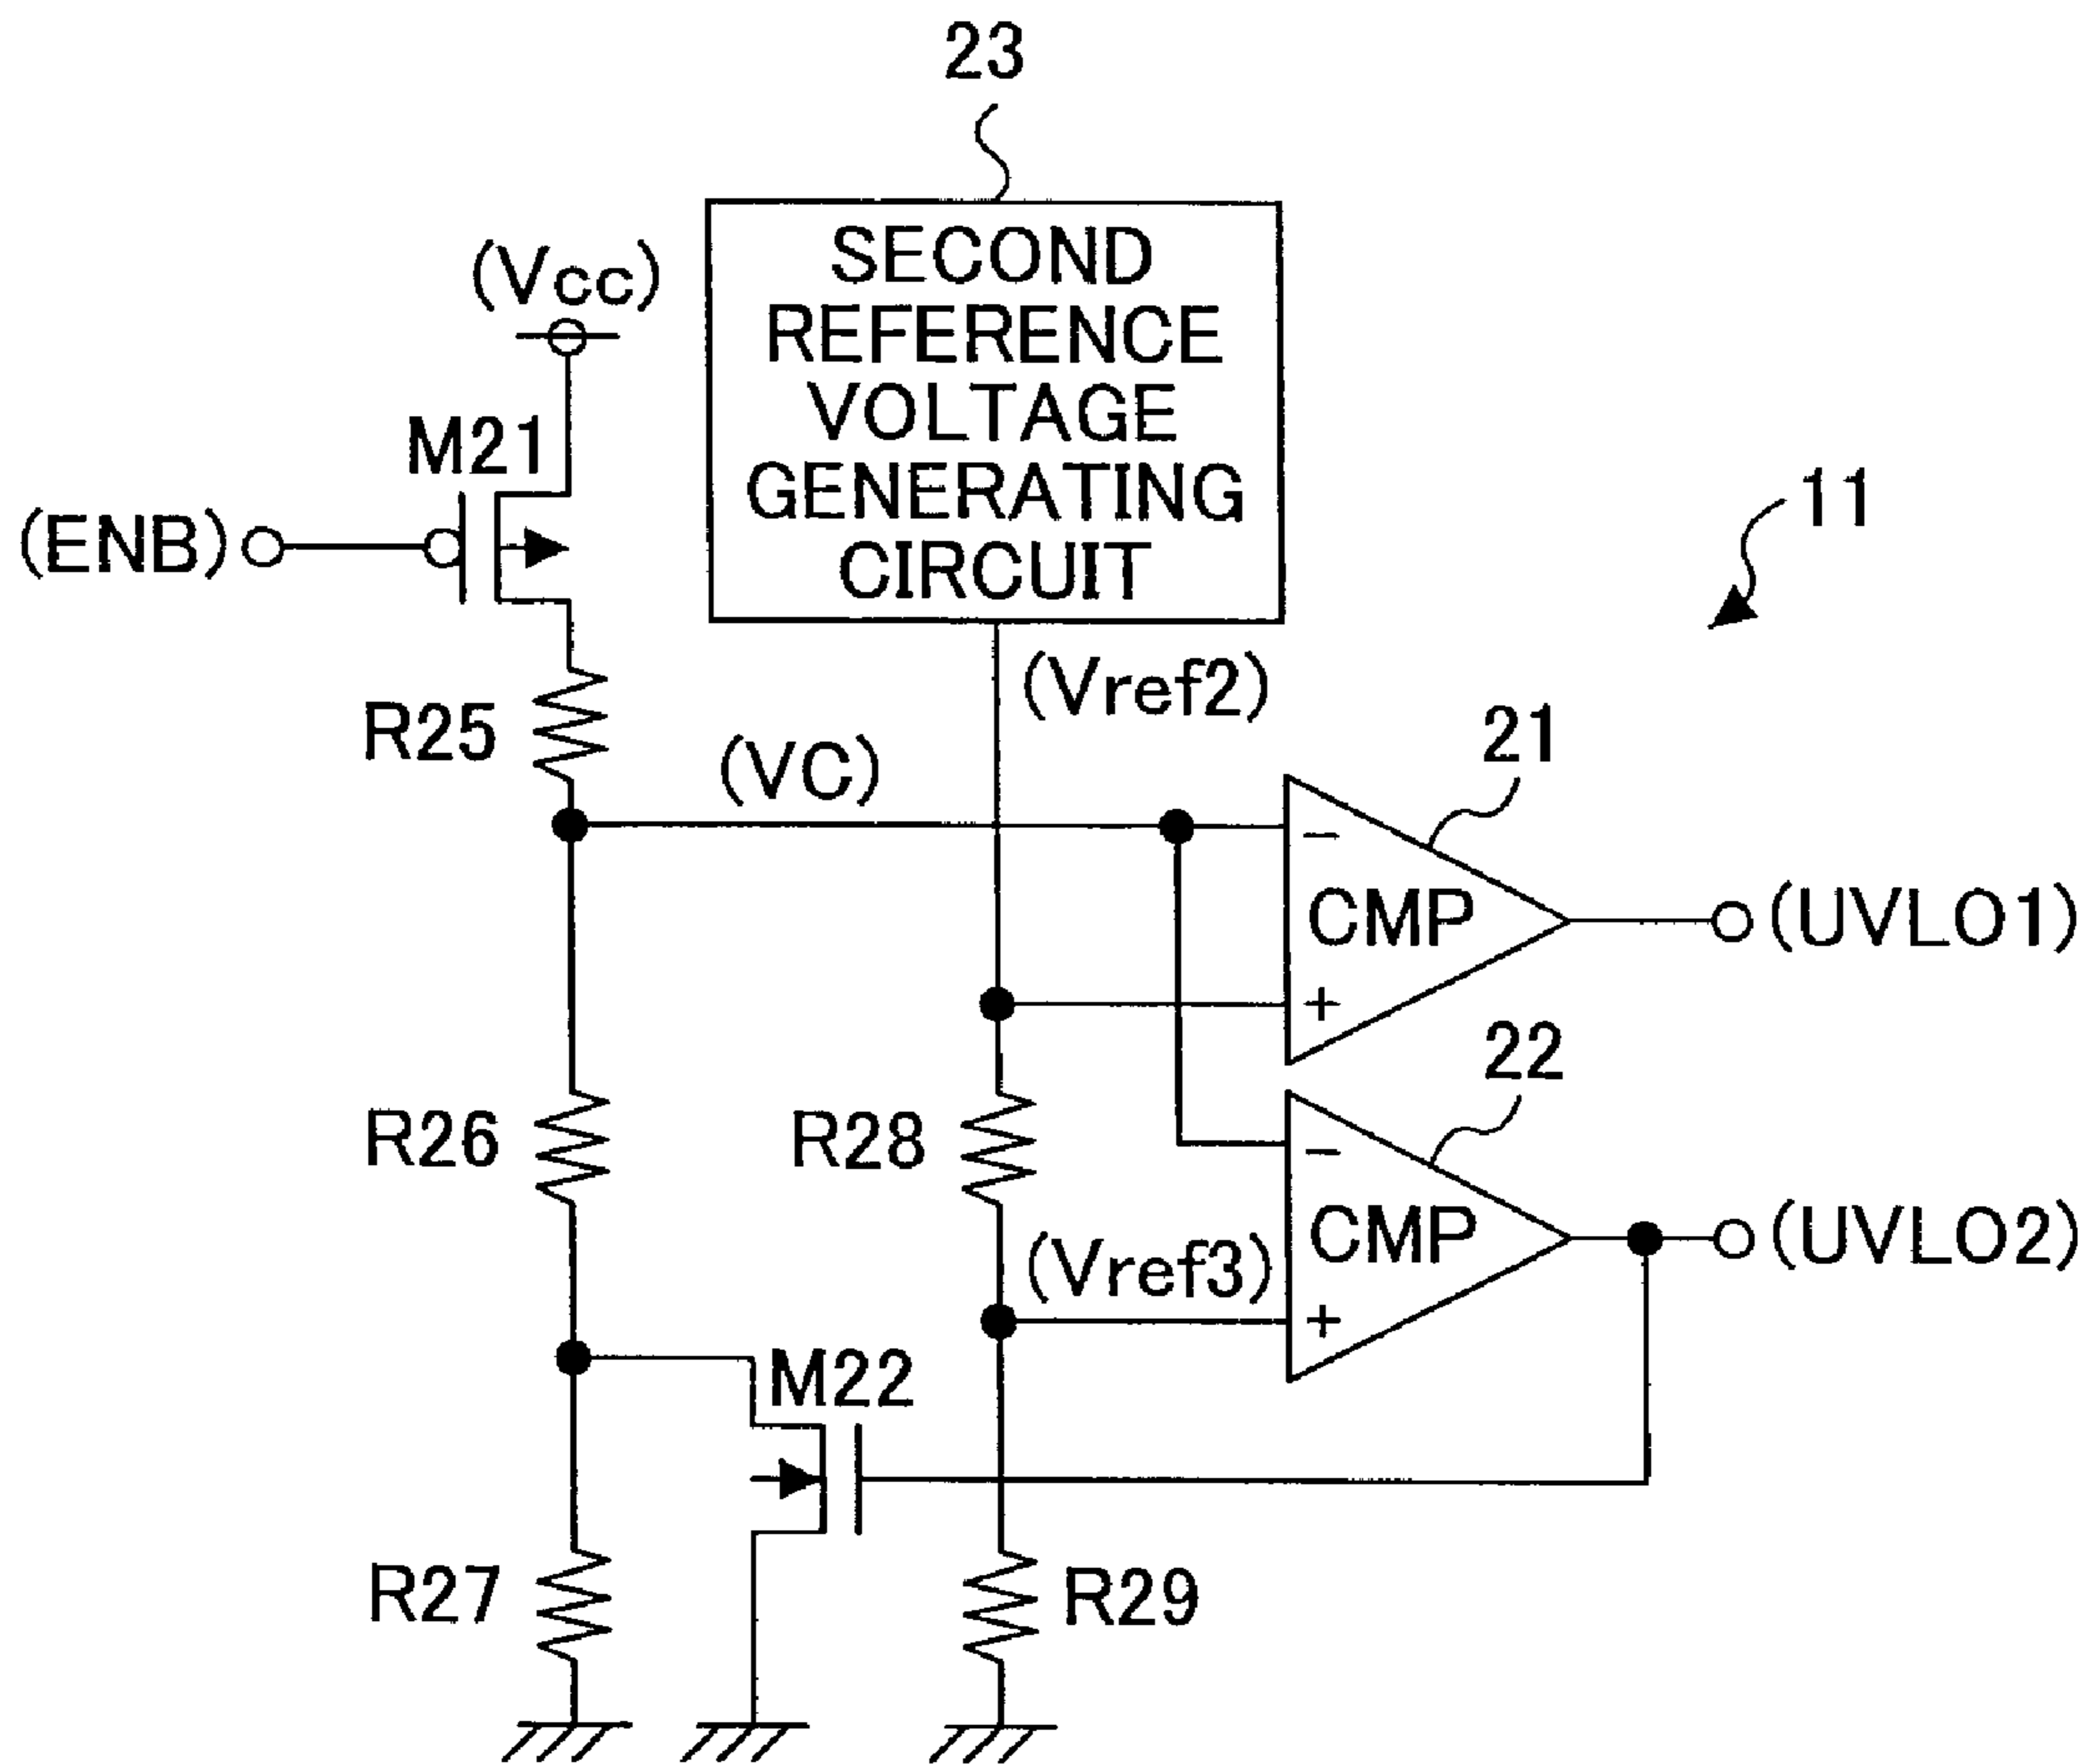 23
SECOND
REFERENCE
VOLTAGE
GENERATING
CIRCUIT
(Vcc)
M21
(ENB)
11
(Vref2)
R25
(VC)
21
-
CMP
+
(UVLO1)
22
R26
R28
-
CMP
+
(UVLO2)
(Vref3)
M22
R27
R29